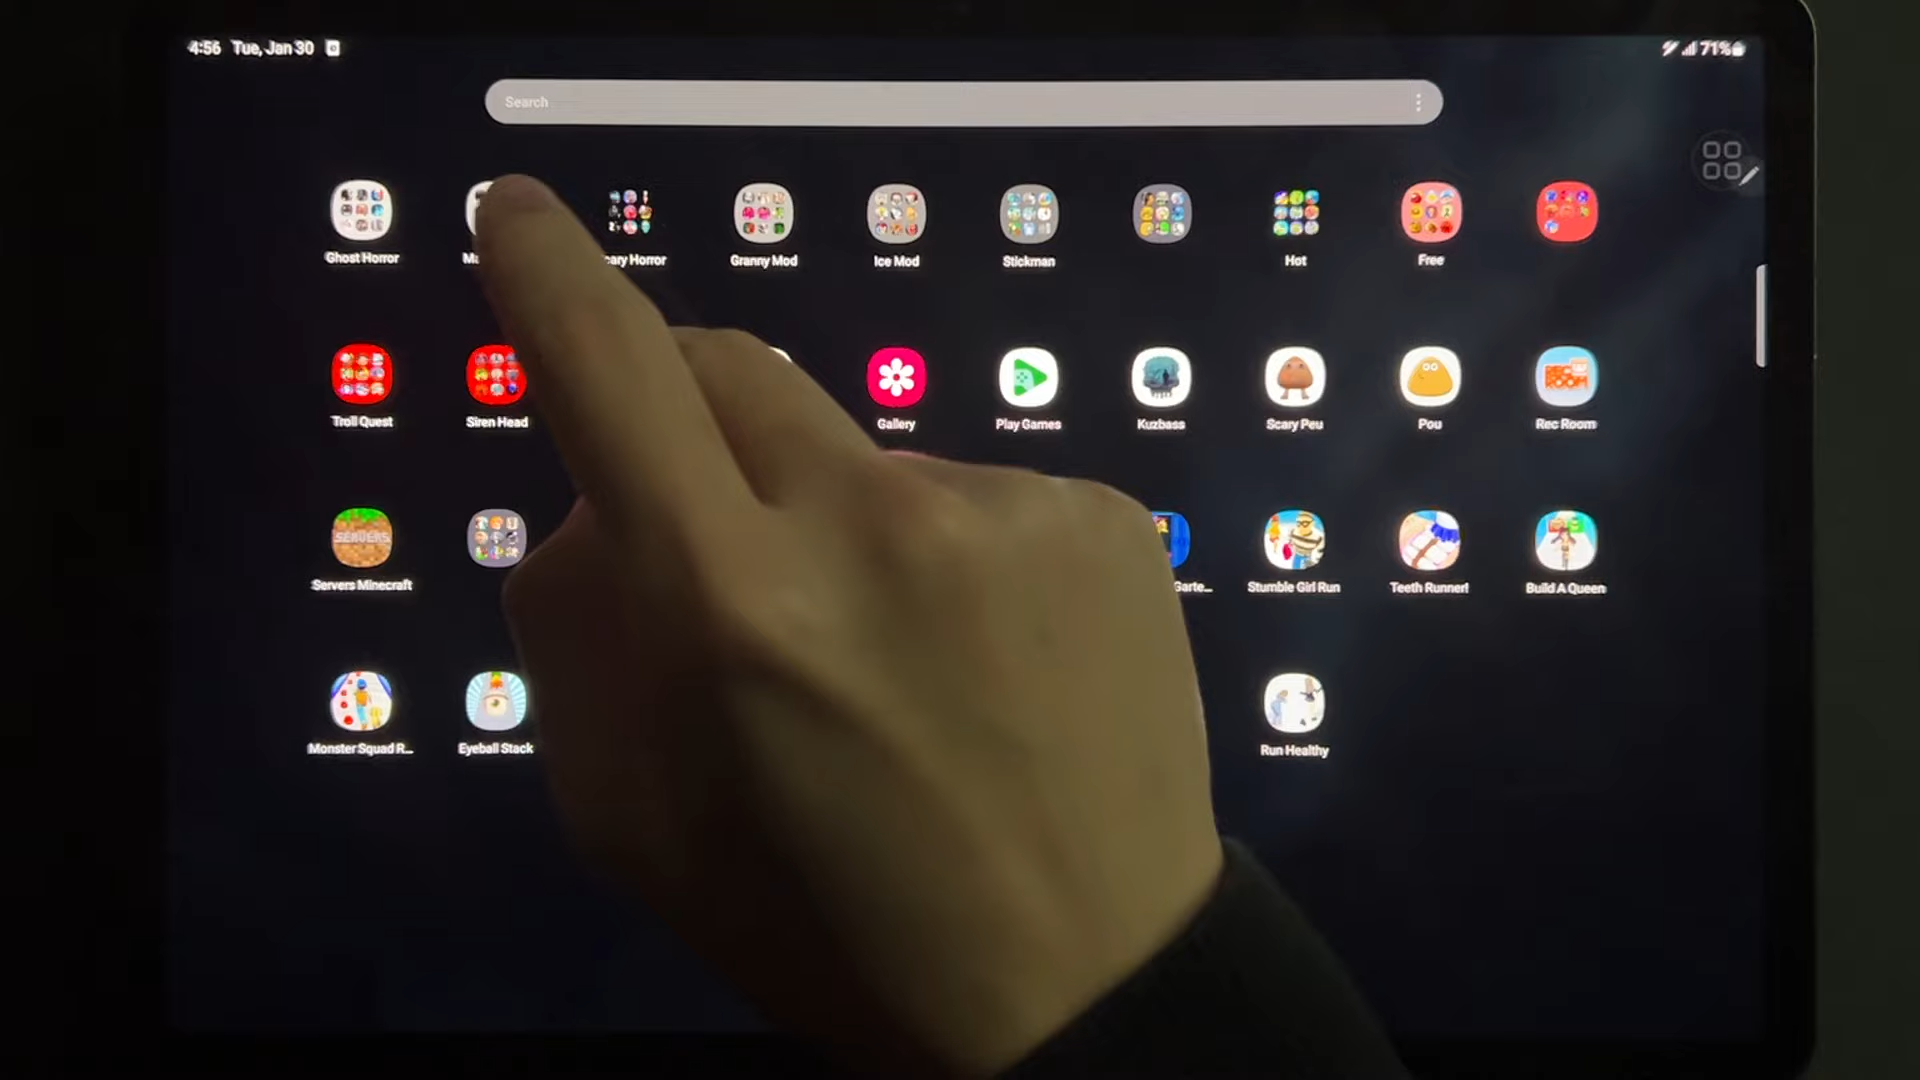 4:56 Tue, Jan 30 71%
Search
Ghost Horror Granny Mod Ice Mod Stickman Hot Free
Horror
Troll Quest Siren Head Gallery Play Games Kuzbass Scary Peu Pou Rec Room
SERVERS
Servers Minecraft Garte... Stumble Girl Run Teeth Runner! Build A Queen
Monster Squad R... Eyeball Stack Run Healthy